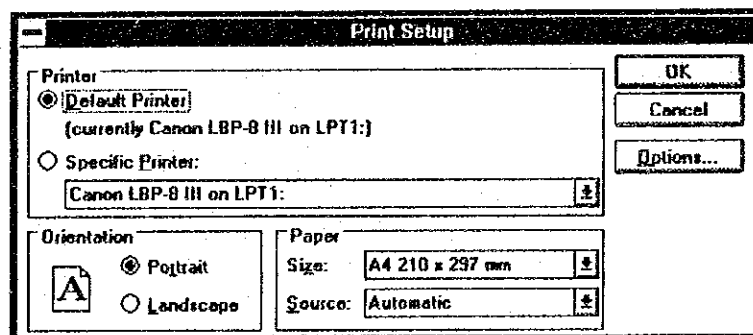 Print Setup
Printer
Default Printer
(currently Canon LBP-8 III on LPT1:)
Specific Printer:
Canon LBP-8 III on LPT1:
OK
Cancel
Options...
Orientation
A
Portrait
Landscape
Paper
Size: A4 210 x 297 mm
Source: Automatic